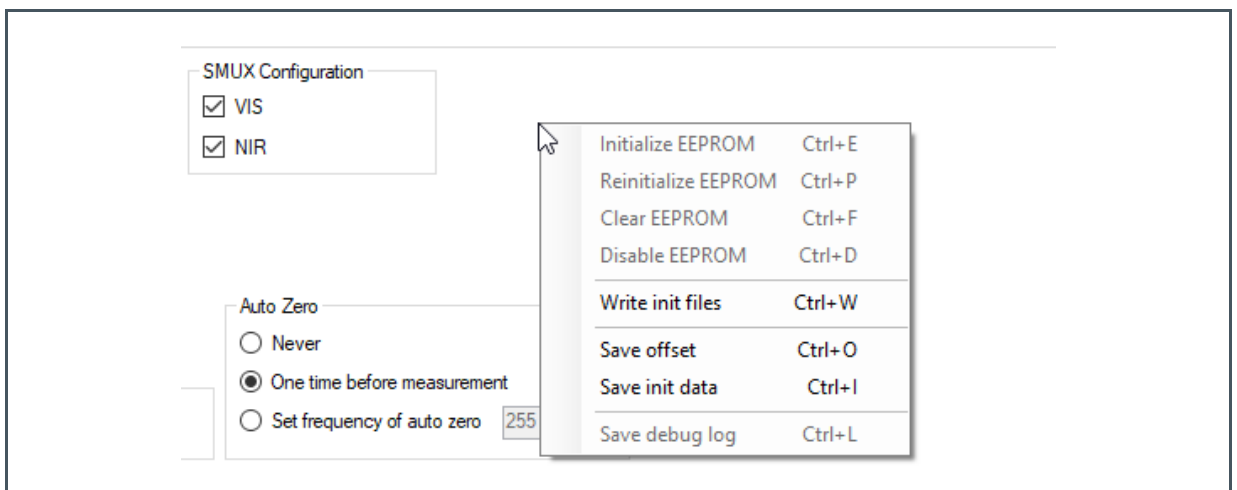 SMUX Configuration
VIS
NIR
Initialize EEPROM Ctrl+E
Reinitialize EEPROM Ctrl+P
Clear EEPROM Ctrl+F
Disable EEPROM Ctrl+D
Write init files Ctrl+W
Save offset Ctrl+O
Save init data Ctrl+I
Save debug log Ctrl+L
Auto Zero
Never
One time before measurement
Set frequency of auto zero 255